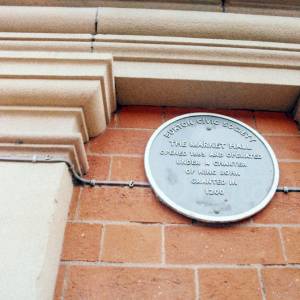 BURTON CIVIC SOCIETY
THE MARKET HALL
OPENED 1883 AND OPERATED
UNDER A CHARTER
OF KING JOHN
GRANTED IN
1200